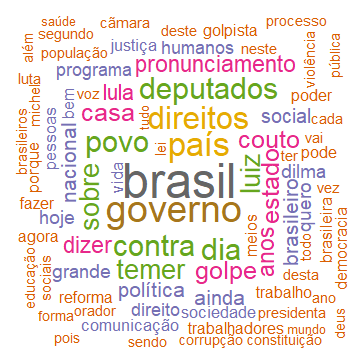 saúde
cãmara
processo
segundo
deste
golpista
além
população
justiça
humanos
neste
violência
pública
programa
pronunciamento
luta
michel
voz
lula
deputados
poder
brasileiros
porque
pessoas
nacional
bem
casa
tudo
direitos
social
cada
povo
lei
país
couto
vai
ter
pode
fazer
sobre
vida
brasil
luiz
estado
dilma
brasileiro
vez
hoje
governo
quero
todo
brasileira
democracia
agora
dizer
contra
dia
meios
anos
educação
sociais
grande
temer
golpe
desta
reforma
política
ainda
trabalho
ano
forma
orador
direito
sociedade
presidenta
deus
comunicação
trabalhadores
mundo
pois
sendo
corrupção
constituição